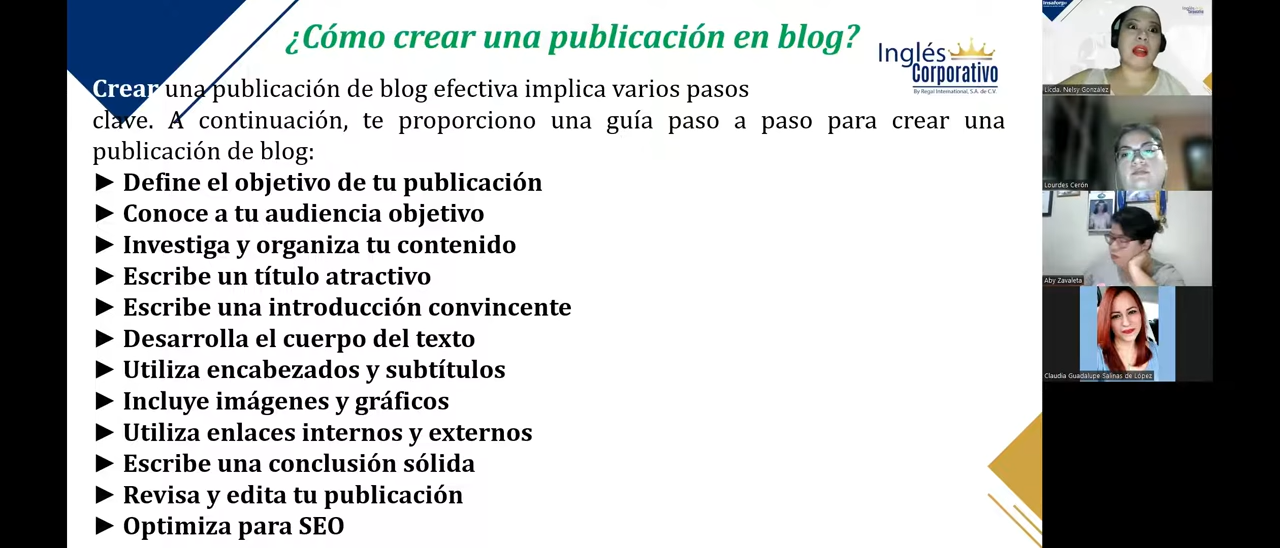 ¿Cómo crear una publicación en blog?
Inglés
Corporativo
By Regal International, S.A. de C.V
Crear una publicación de blog efectiva implica varios pasos
clave. A continuación, te proporciono una guía paso a paso para crear una
publicación de blog:
► Define el objetivo de tu publicación
► Conoce a tu audiencia objetivo
► Investiga y organiza tu contenido
► Escribe un título atractivo
► Escribe una introducción convincente
► Desarrolla el cuerpo del texto
► Utiliza encabezados y subtítulos
► Incluye imágenes y gráficos
► Utiliza enlaces internos y externos
► Escribe una conclusión sólida
► Revisa y edita tu publicación
► Optimiza para SEO
Licda. Nelsy González
Lourdes Cerón
Aby Zavaleta
Claudia Guadalupe Salinas de López